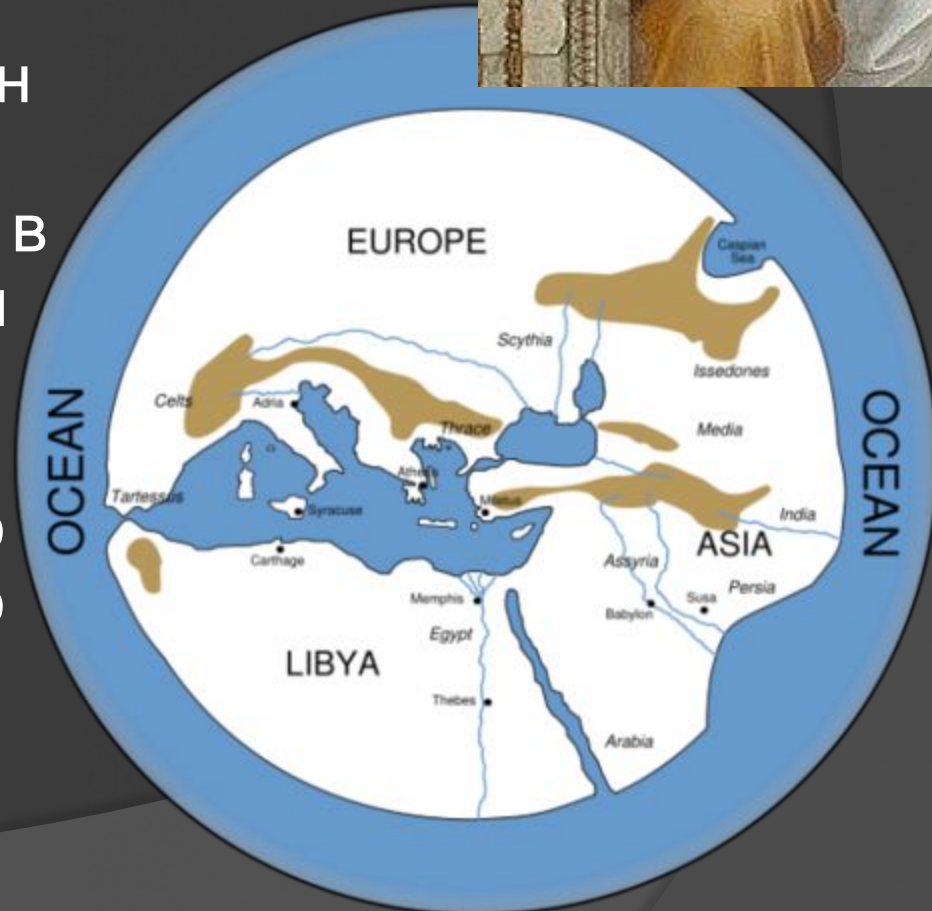 Н
В
EUROPE
Caspian
Sea
Scythia
Issedones
Celts
Adria
Thrace
Media
OCEAN
OCEAN
Athens
Tartessus
Miletus
Syracuse
India
ASIA
Carthage
Assyria
Persia
Memphis
Susa
Babylon
Egypt
LIBYA
Thebes
Arabia